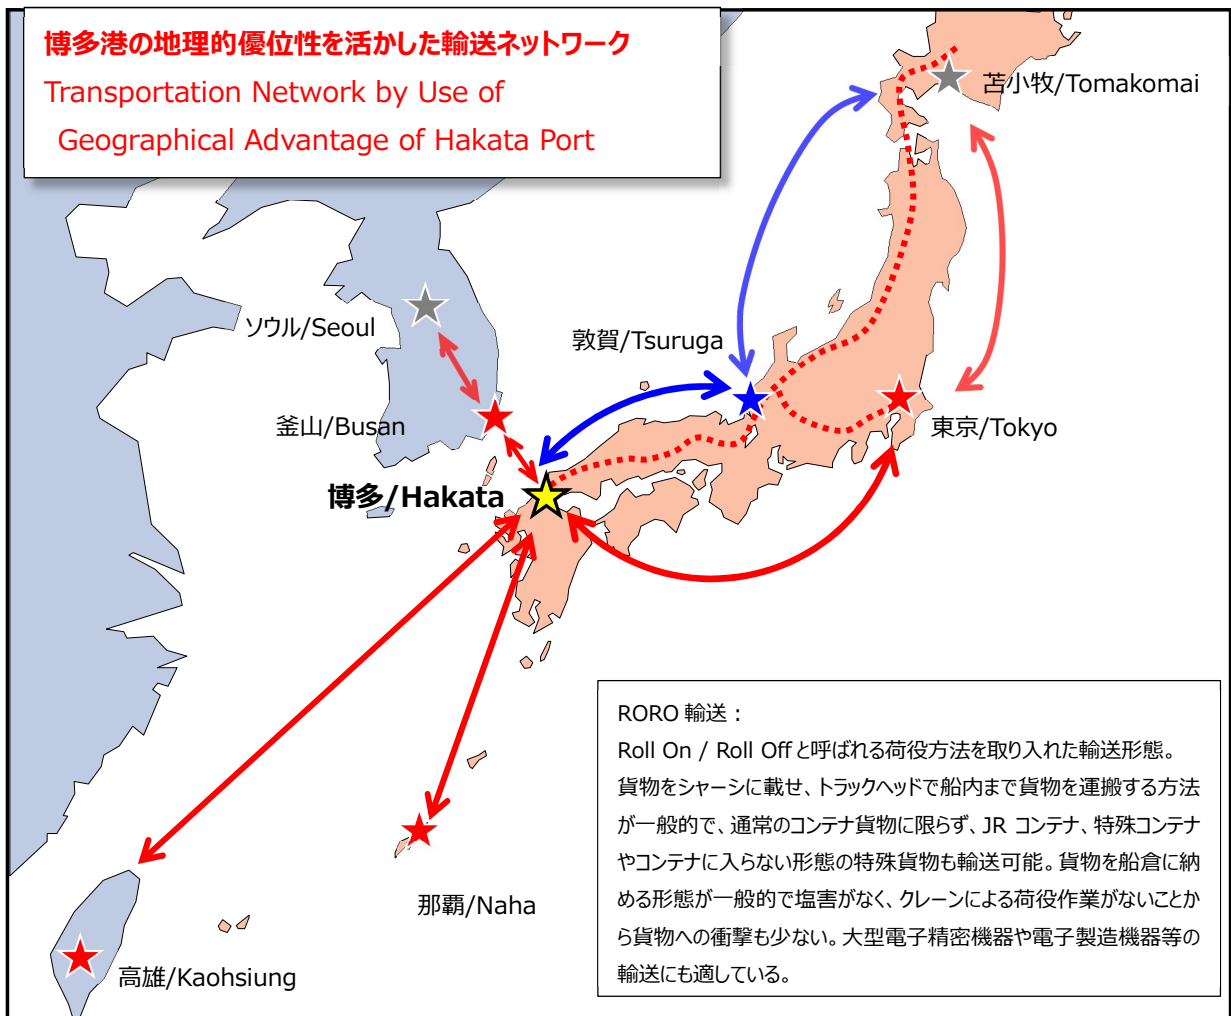 博多港の地理的優位性を活かした輸送ネットワーク
Transportation Network by Use of
Geographical Advantage of Hakata Port
苫小牧/Tomakomai
ソウル/Seoul
敦賀/Tsuruga
釜山/Busan
東京/Tokyo
博多/Hakata
那覇/Naha
高雄/Kaohsiung
RORO 輸送：
Roll On / Roll Off と呼ばれる荷役方法を取り入れた輸送形態。
貨物をシャーシに載せ、トラックヘッドで船内まで貨物を運搬する方法
が一般的で、通常のコンテナ貨物に限らず、JR コンテナ、特殊コンテナ
やコンテナに入らない形態の特殊貨物も輸送可能。貨物を船倉に納
める形態が一般的で塩害がなく、クレーンによる荷役作業がないことか
ら貨物への衝撃も少ない。大型電子精密機器や電子製造機器等の
輸送にも適している。